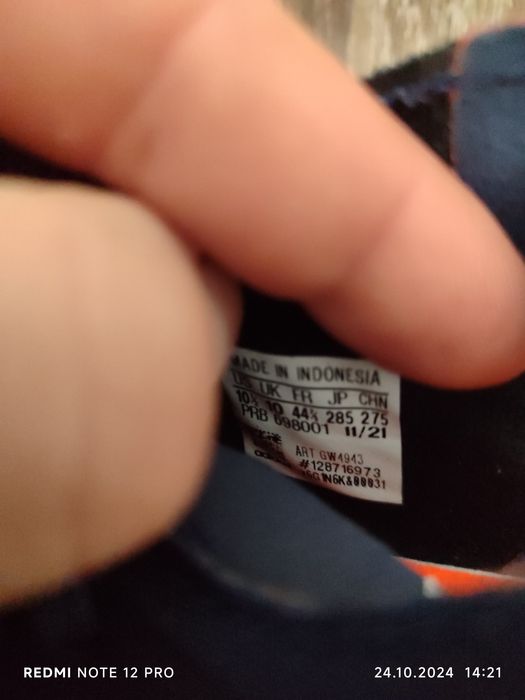 MADE IN INDONESIA
US UK FR JP CHN
10½ 10 44⅔ 285 275
PRB 698001 11/21
ART GW4943
#128716973
REDMI NOTE 12 PRO
24.10.2024 14:21